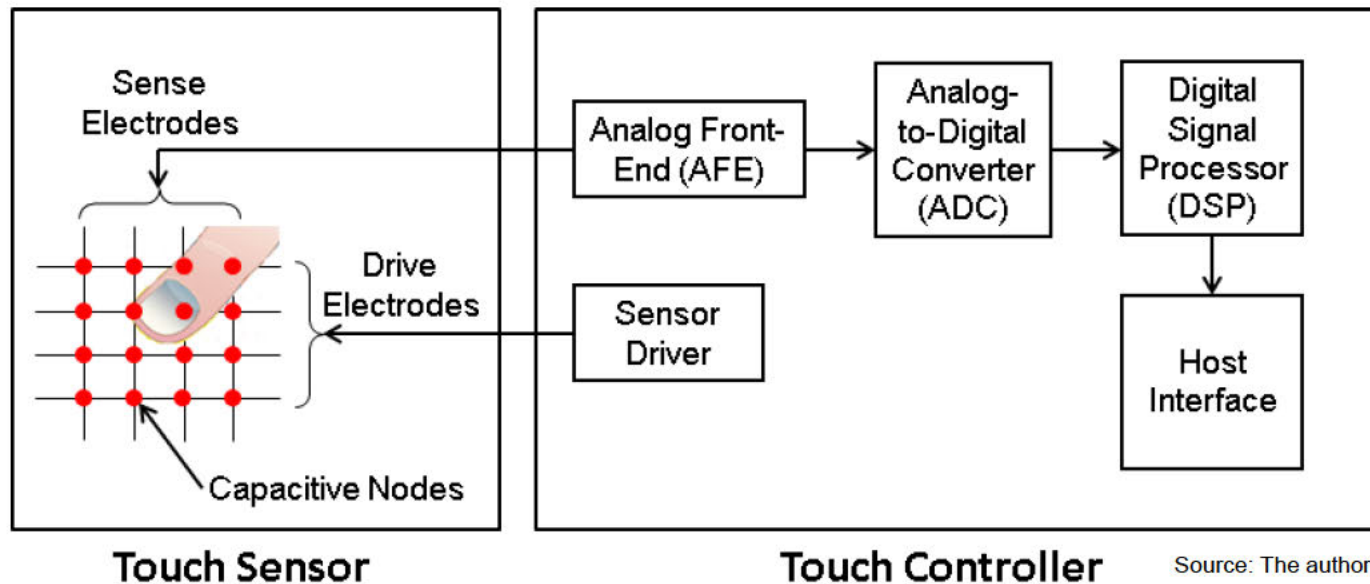 Sense
Electrodes
Drive
Electrodes
Capacitive Nodes
Touch Sensor
Analog Front-
End (AFE)
Analog-
to-Digital
Converter
(ADC)
Digital
Signal
Processor
(DSP)
Sensor
Driver
Host
Interface
Touch Controller
Source: The author